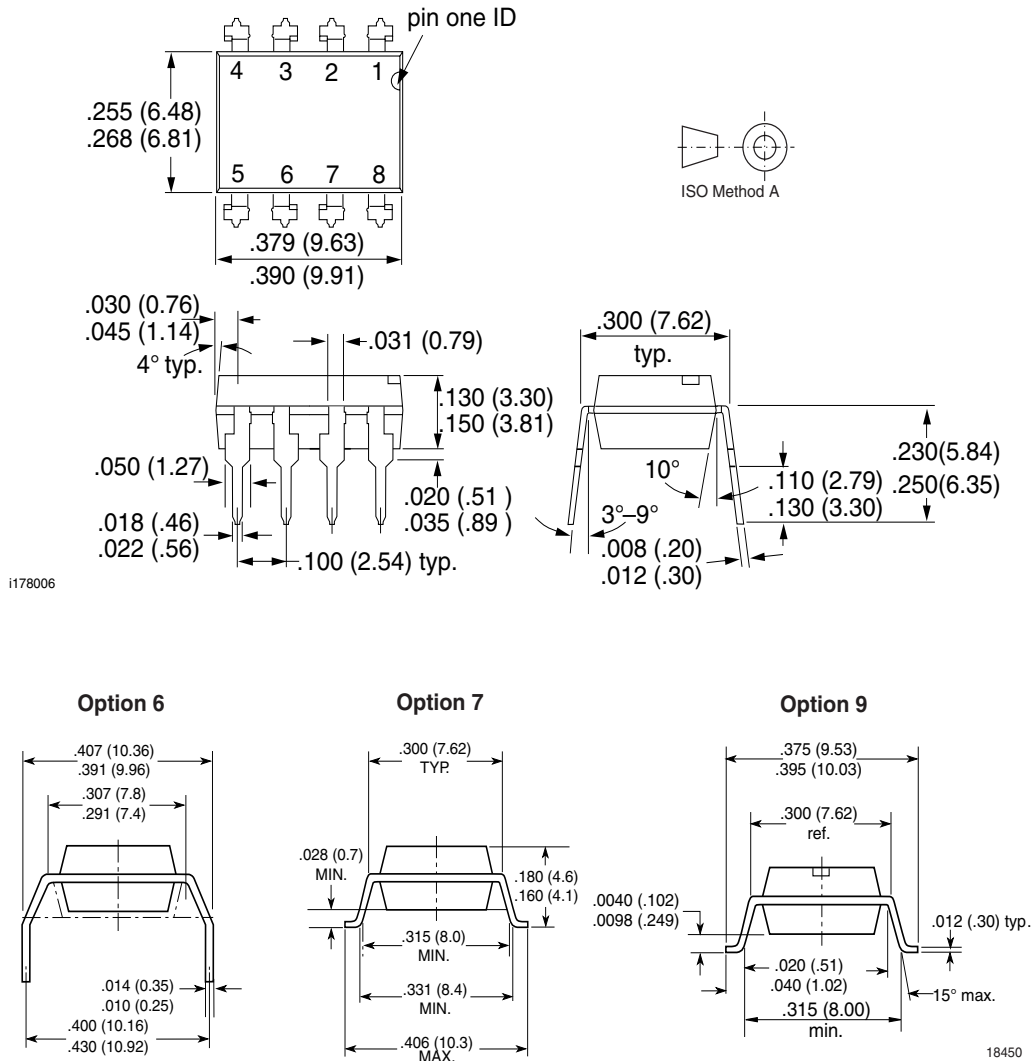 pin one ID
4 3 2 1
.255 (6.48)
.268 (6.81)
5 6 7 8
ISO Method A
.379 (9.63)
.390 (9.91)
.030 (0.76)
.045 (1.14)
4° typ.
.031 (0.79)
.130 (3.30)
.150 (3.81)
.050 (1.27)
.020 (.51 )
.035 (.89 )
.018 (.46)
.022 (.56)
.100 (2.54) typ.
.300 (7.62)
typ.
10°
3°–9°
.008 (.20)
.012 (.30)
.110 (2.79)
.130 (3.30)
.230(5.84)
.250(6.35)
i178006
Option 6
.407 (10.36)
.391 (9.96)
.307 (7.8)
.291 (7.4)
.014 (0.35)
.010 (0.25)
.400 (10.16)
.430 (10.92)
Option 7
.300 (7.62)
TYP.
.028 (0.7)
MIN.
.180 (4.6)
.160 (4.1)
.315 (8.0)
MIN.
.331 (8.4)
MIN.
.406 (10.3)
MAX.
Option 9
.375 (9.53)
.395 (10.03)
.300 (7.62)
ref.
.0040 (.102)
.0098 (.249)
.012 (.30) typ.
.020 (.51)
.040 (1.02)
15° max.
.315 (8.00)
min.
18450